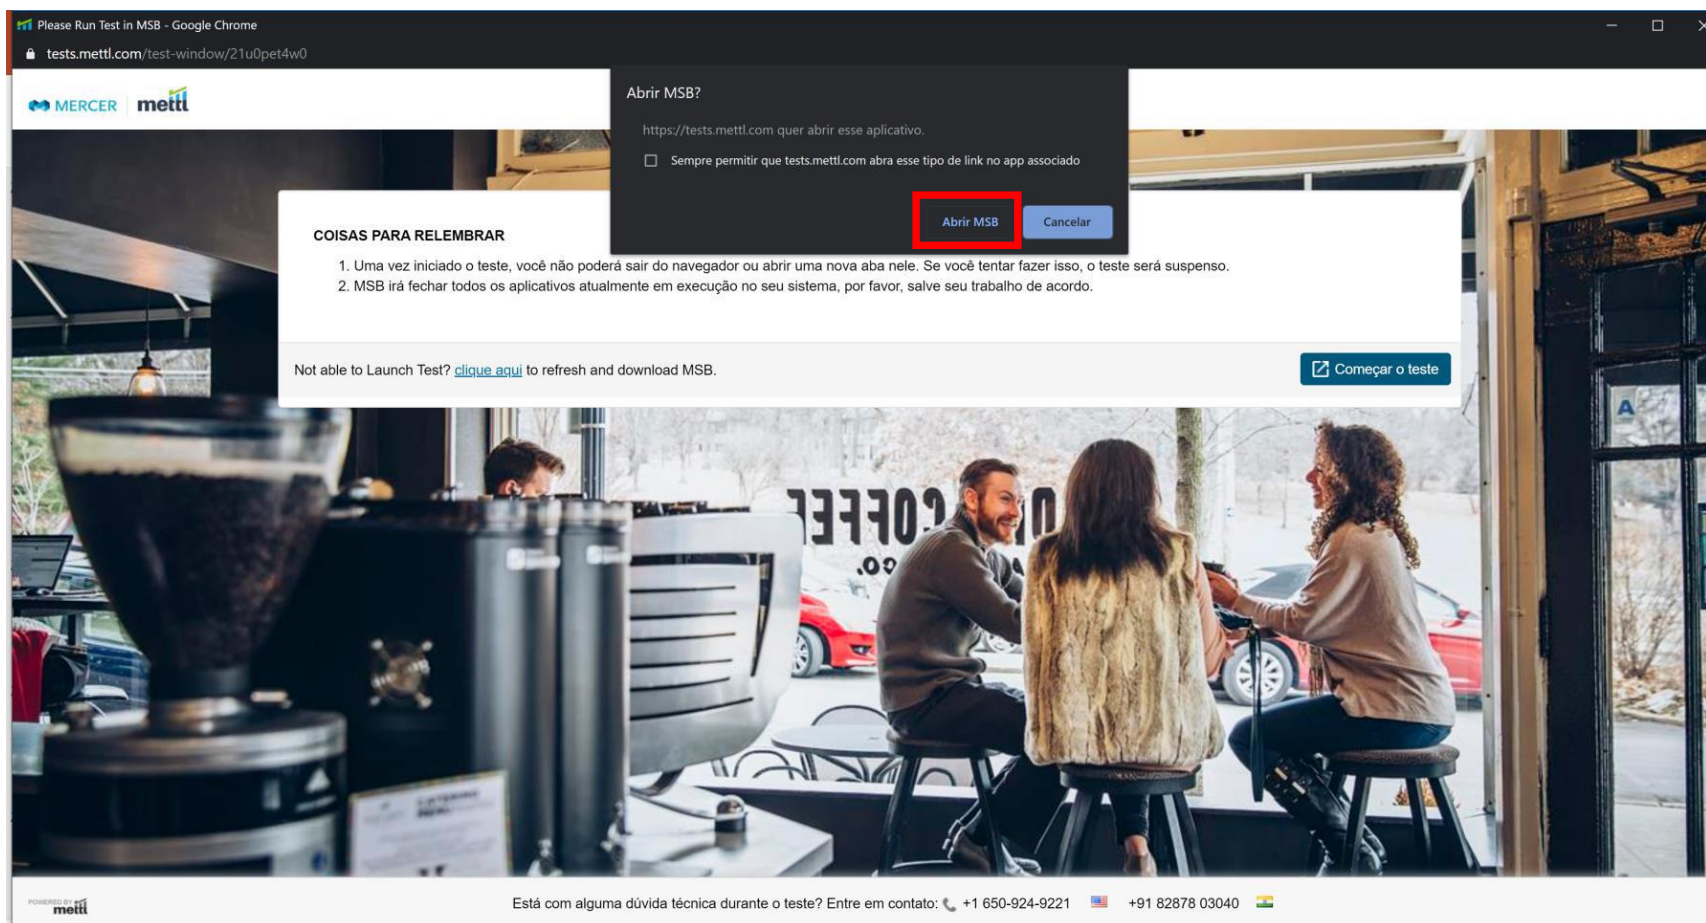 Please Run Test in MSB - Google Chrome
tests.mettl.com/test-window/21u0pet4w0
MERCER mettl
Abrir MSB?
https://tests.mettl.com quer abrir esse aplicativo.
Sempre permitir que tests.mettl.com abra esse tipo de link no app associado
Abrir MSB Cancelar
COISAS PARA RELEMBRAR
1. Uma vez iniciado o teste, você não poderá sair do navegador ou abrir uma nova aba nele. Se você tentar fazer isso, o teste será suspenso.
2. MSB irá fechar todos os aplicativos atualmente em execução no seu sistema, por favor, salve seu trabalho de acordo.
Not able to Launch Test? clique aqui to refresh and download MSB.
Começar o teste
A
COFFEE
CO.
POWERED BY mettl
Está com alguma dúvida técnica durante o teste? Entre em contato: +1 650-924-9221 +91 82878 03040